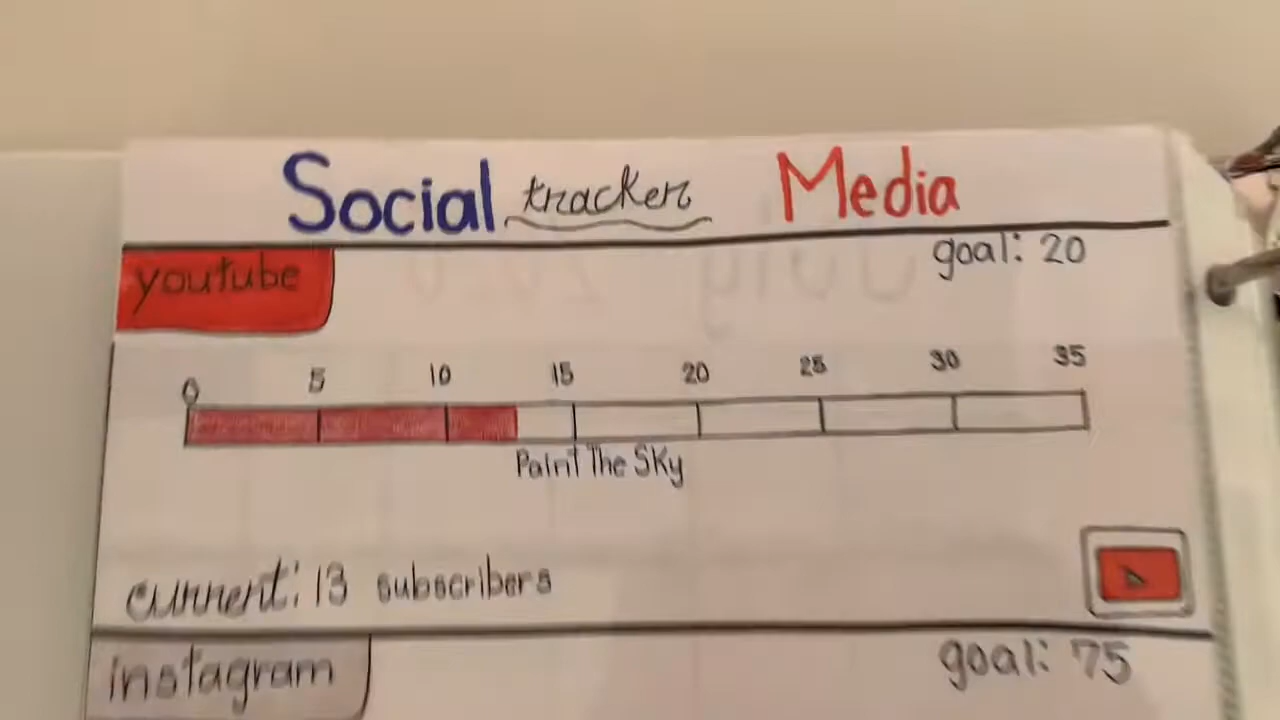 Social tracker Media
youtube
goal: 20
0 5 10 15 20 25 30 35
Paint The Sky
current: 13 subscribers
instagram
goal: 75